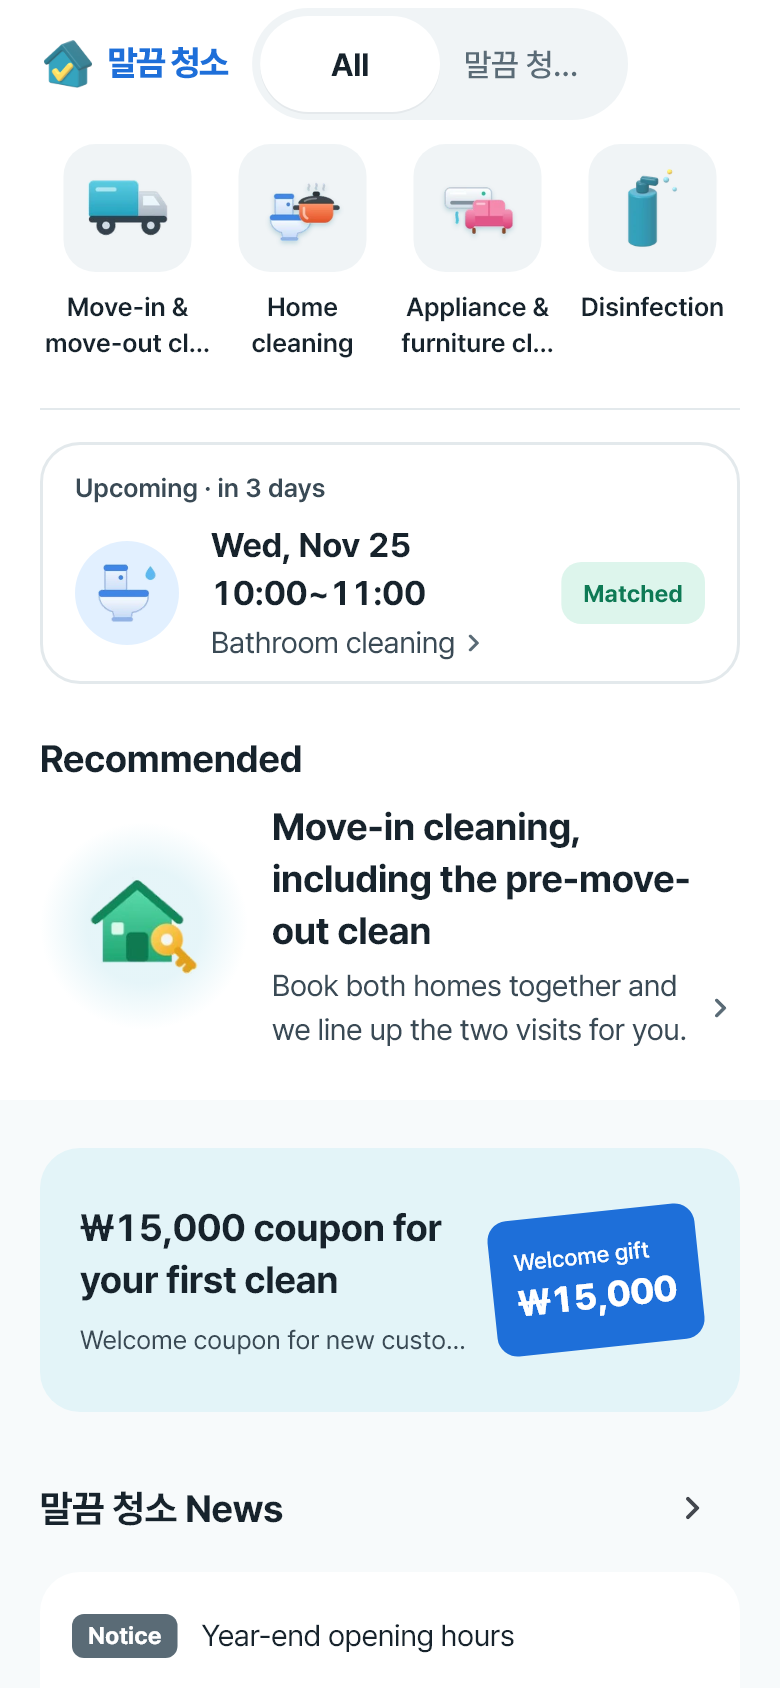 말끔 청소
All
말끔 청...
Move-in &
move-out cl...
Home
cleaning
Appliance &
furniture cl...
Disinfection
Upcoming · in 3 days
Wed, Nov 25
10:00~11:00
Bathroom cleaning
Matched
Recommended
Move-in cleaning,
including the pre-move-
out clean
Book both homes together and
we line up the two visits for you.
₩15,000 coupon for
your first clean
Welcome coupon for new custo...
Welcome gift
₩15,000
말끔 청소 News
Notice
Year-end opening hours